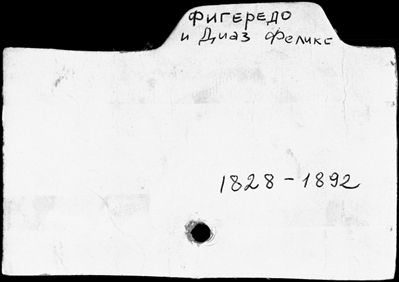 Фигередо
и Диаз Феликс
1828-1892